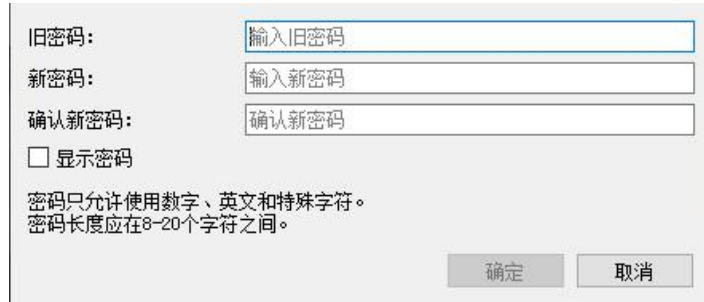 旧密码: 输入旧密码
新密码: 输入新密码
确认新密码: 确认新密码
显示密码
密码只允许使用数字、英文和特殊字符。
密码长度应在8-20个字符之间。
确定 取消